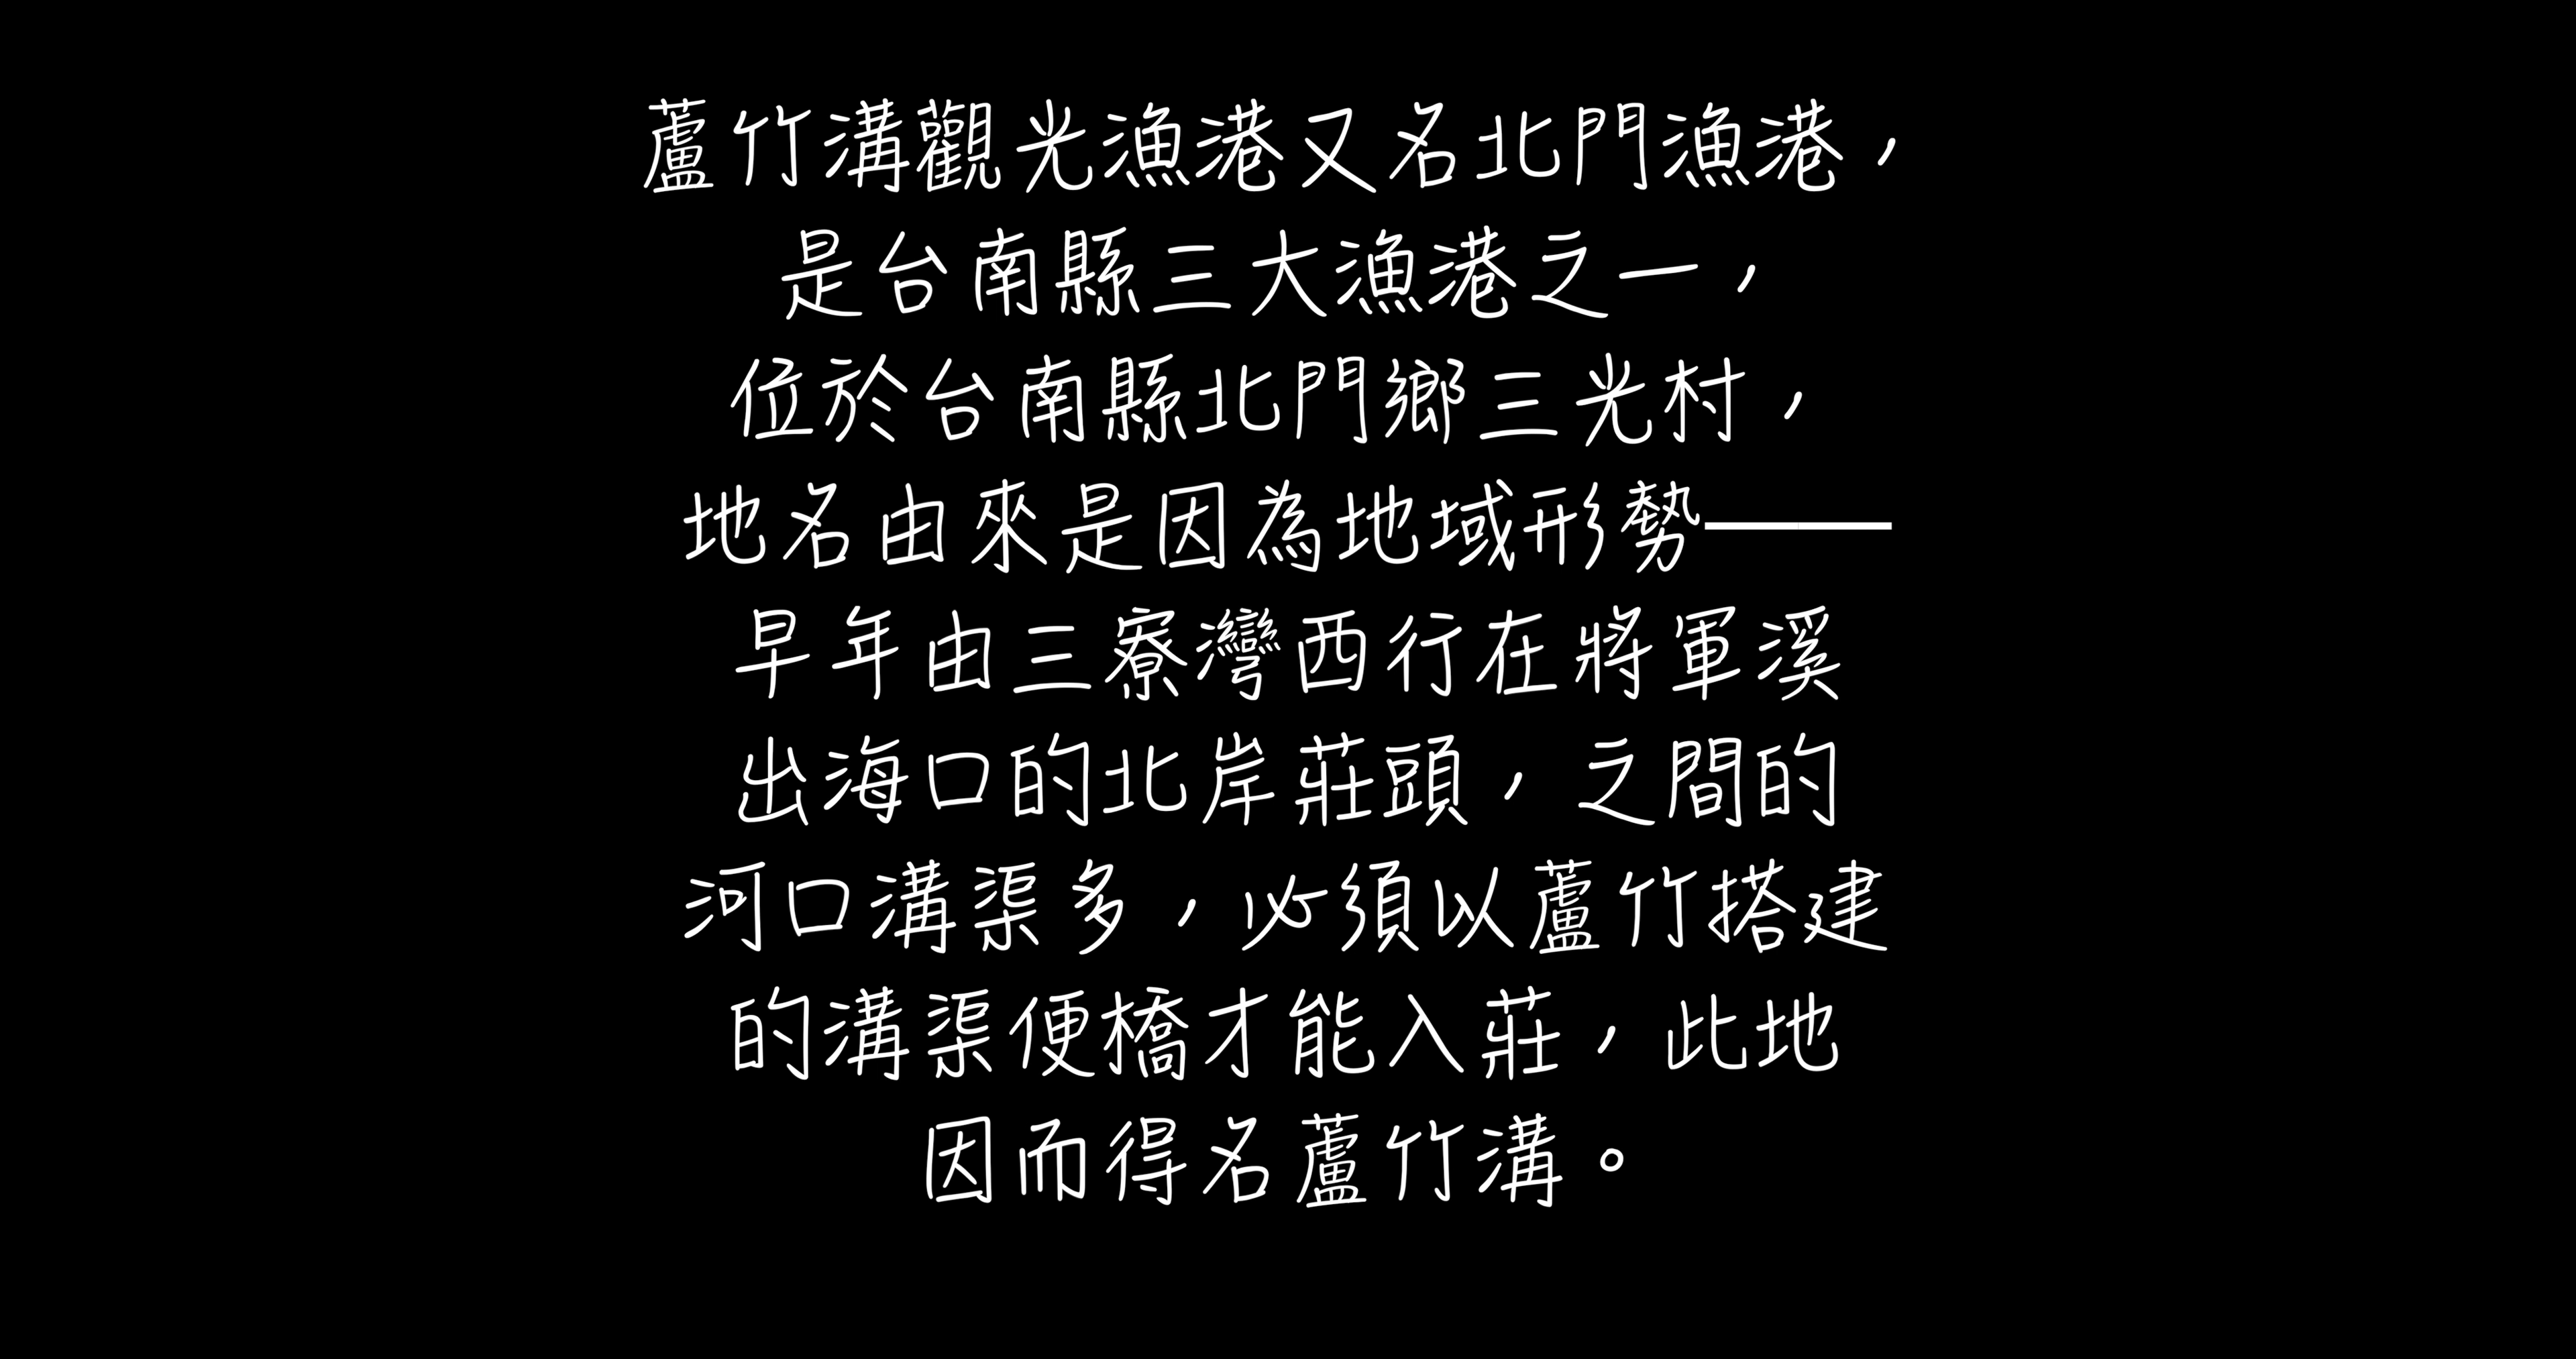 蘆竹溝觀光漁港又名北門漁港，
是台南縣三大漁港之一，
位於台南縣北門鄉三光村，
地名由來是因為地域形勢——
早年由三寮灣西行在將軍溪
出海口的北岸莊頭，之間的
河口溝渠多，必須以蘆竹搭建
的溝渠便橋才能入莊，此地
因而得名蘆竹溝。